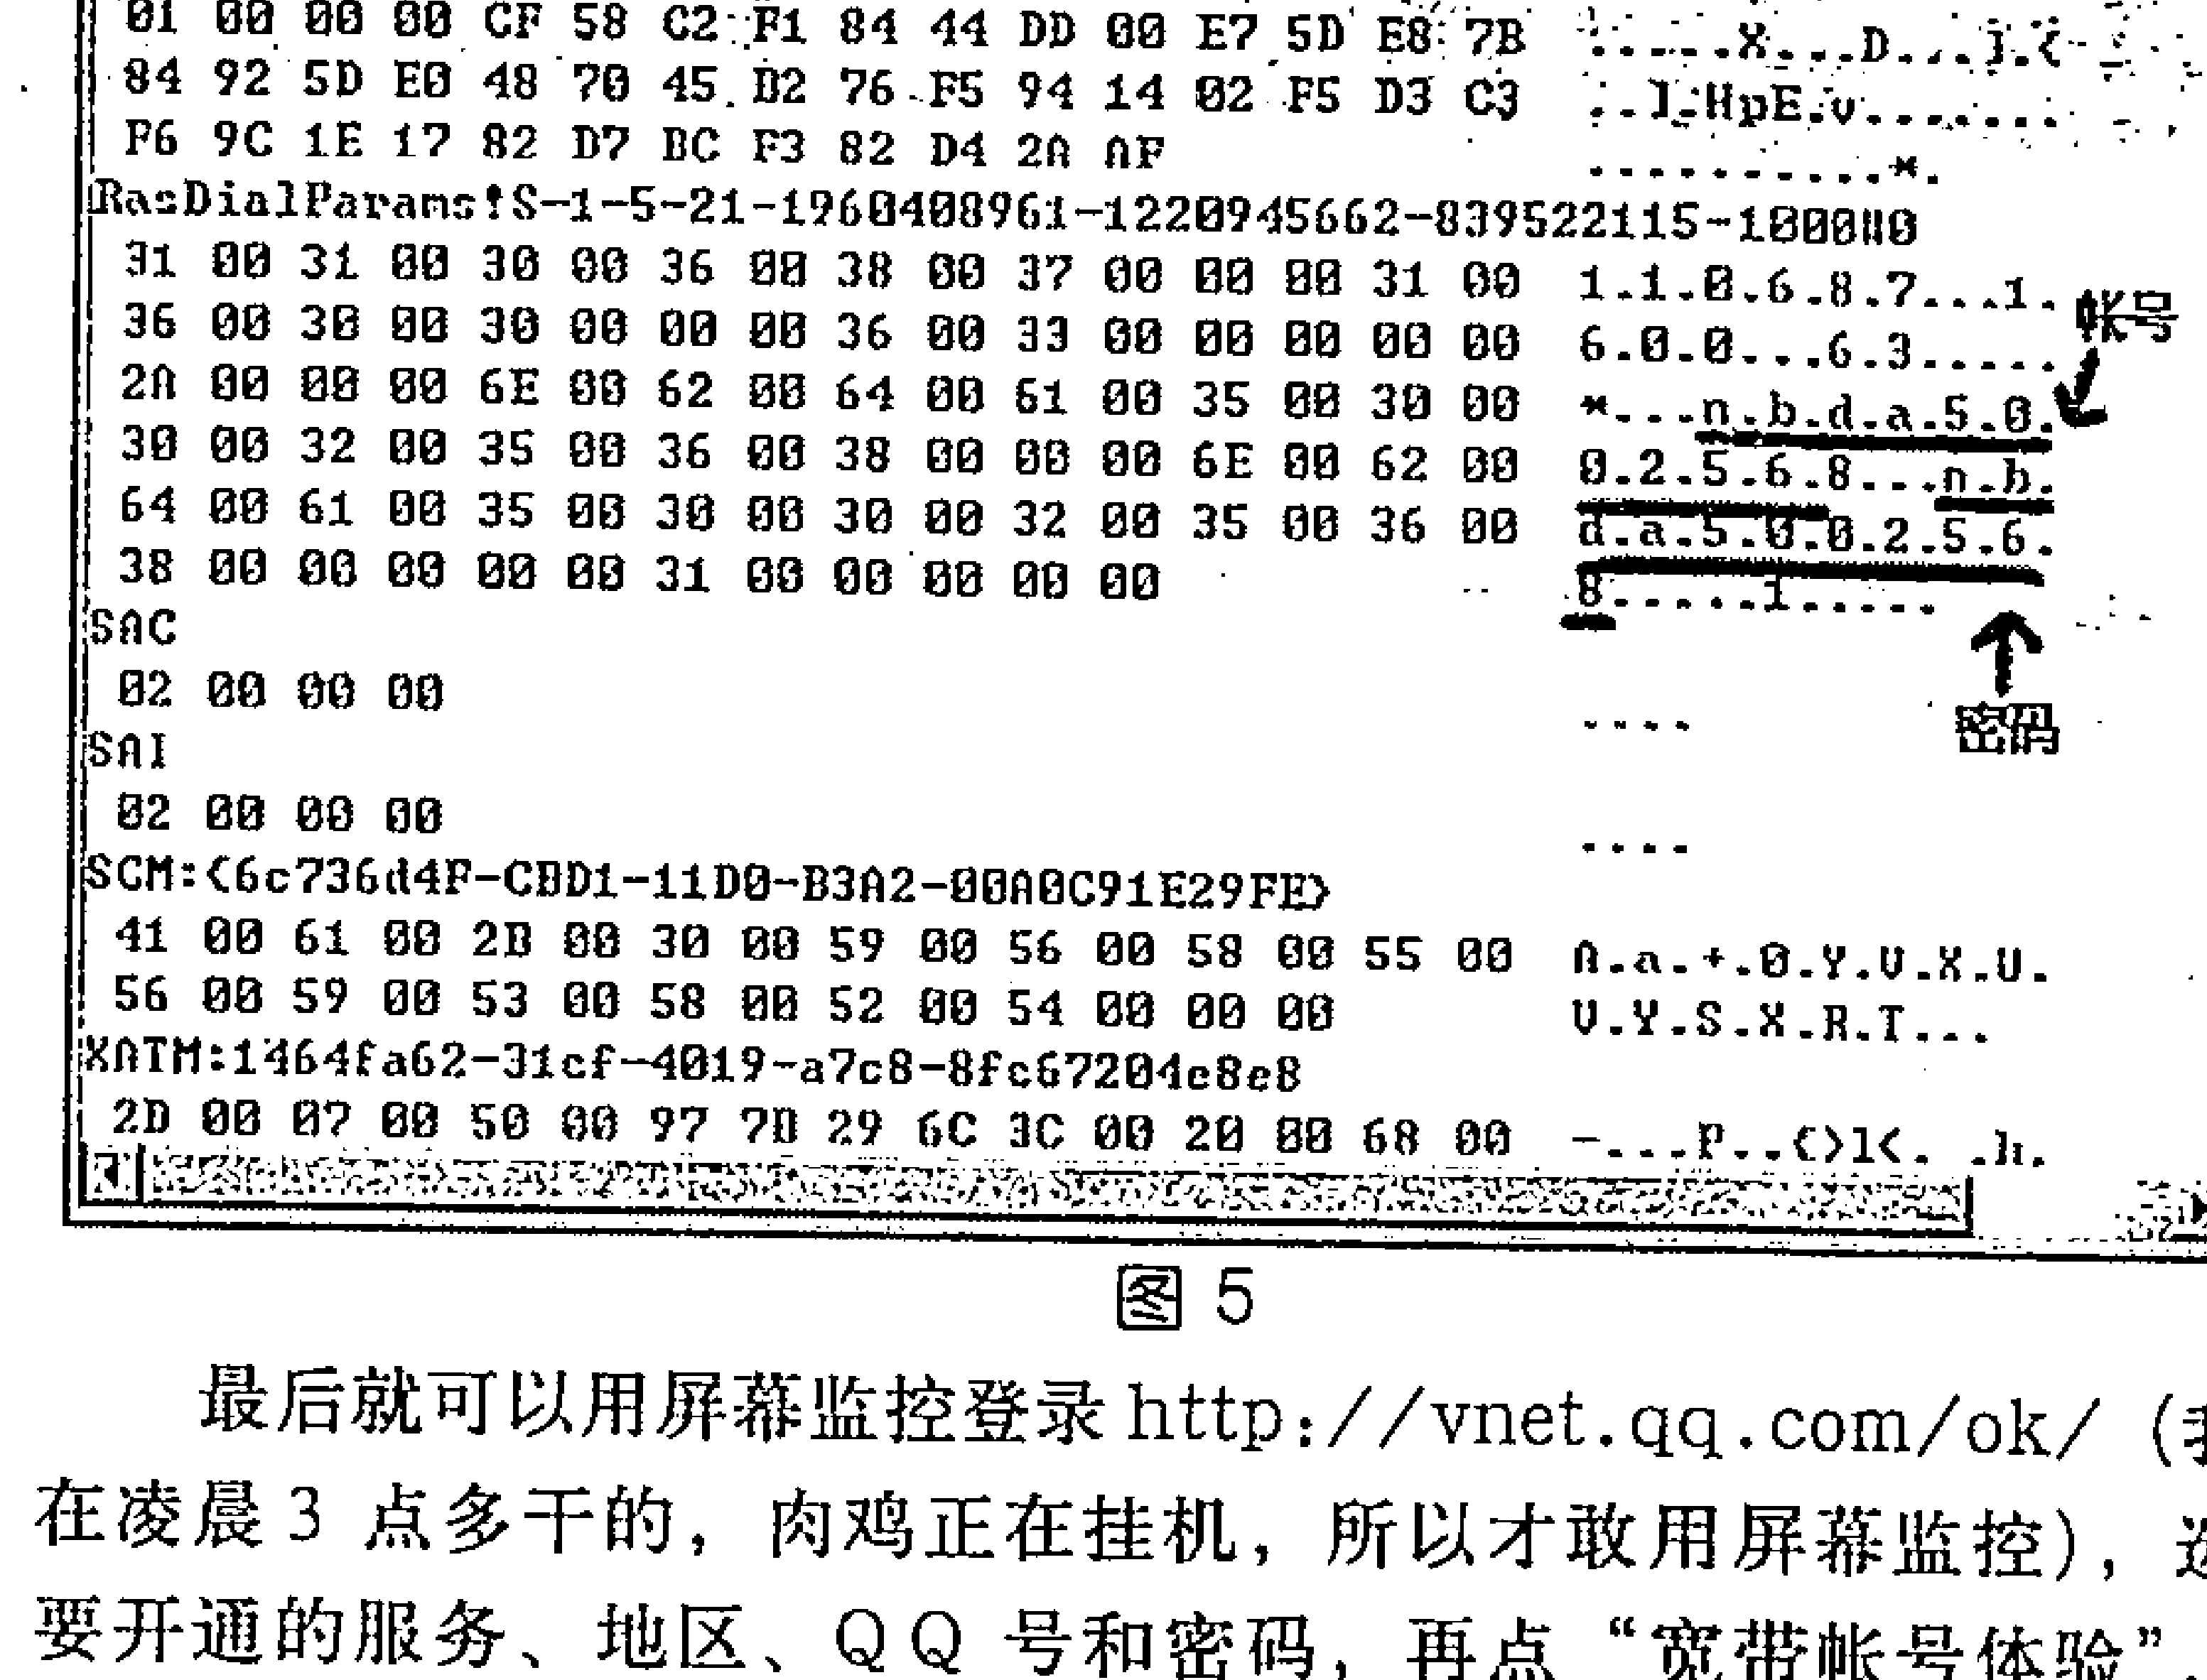 01 00 00 00 CF 58 C2 F1 84 44 DD 00 E7 5D E8 7B .....X...D...].{
84 92 5D E0 48 70 45 D2 76 F5 94 14 02 F5 D3 C3 ..].HpE.v.......
F6 9C 1E 17 82 D7 BC F3 82 D4 2A AF ..........*.
RasDialParams!S-1-5-21-1960408961-1220945662-839522115-1000#0
31 00 31 00 30 00 36 00 38 00 37 00 00 00 31 00 1.1.0.6.8.7...1.
帐号
36 00 30 00 30 00 00 00 36 00 33 00 00 00 00 00 6.0.0...6.3.....
2A 00 00 00 6E 00 62 00 64 00 61 00 35 00 30 00 *...n.b.d.a.5.0.
30 00 32 00 35 00 36 00 38 00 00 00 6E 00 62 00 0.2.5.6.8...n.b.
64 00 61 00 35 00 30 00 30 00 32 00 35 00 36 00 d.a.5.0.0.2.5.6.
38 00 00 00 00 00 31 00 00 00 00 00 8.....1.....
SAC
02 00 00 00 ....
密码
SAI
02 00 00 00 ....
SCM:{6c736d4F-CBD1-11D0-B3A2-00A0C91E29FE}
41 00 61 00 2B 00 30 00 59 00 56 00 58 00 55 00 A.a.+.0.Y.V.X.U.
56 00 59 00 53 00 58 00 52 00 54 00 00 00 V.Y.S.X.R.T...
XATM:1464fa62-31cf-4019-a7c8-8fc67204e8e8
2D 00 07 00 50 00 97 7B 29 6C 3C 00 20 00 68 00 -...P..{)l<. .h.
图 5
最后就可以用屏幕监控登录 http://vnet.qq.com/ok/（我
在凌晨 3 点多干的，肉鸡正在挂机，所以才敢用屏幕监控），选
要开通的服务、地区、QQ 号和密码，再点“宽带帐号体验”